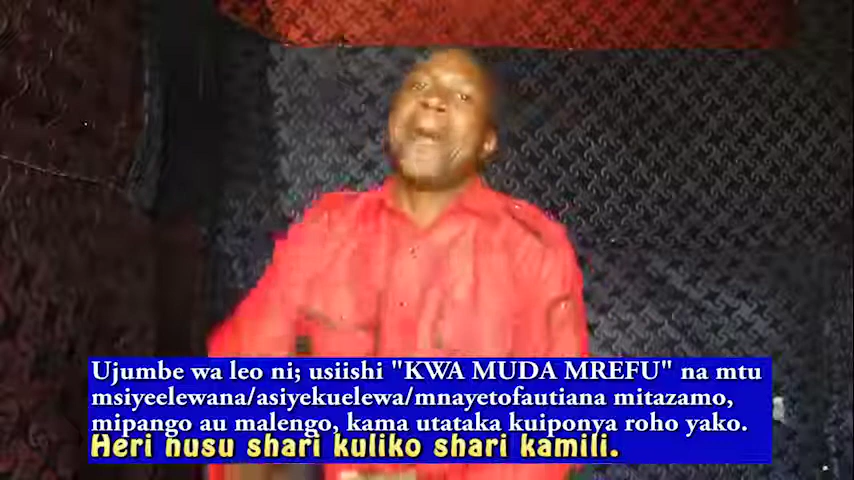 Ujumbe wa leo ni; usiishi "KWA MUDA MREFU" na mtu
msiyeelewana/asiyekuelewa/mnayetofautiana mitazamo,
mipango au malengo, kama utataka kuiponya roho yako.
Heri nusu shari kuliko shari kamili.